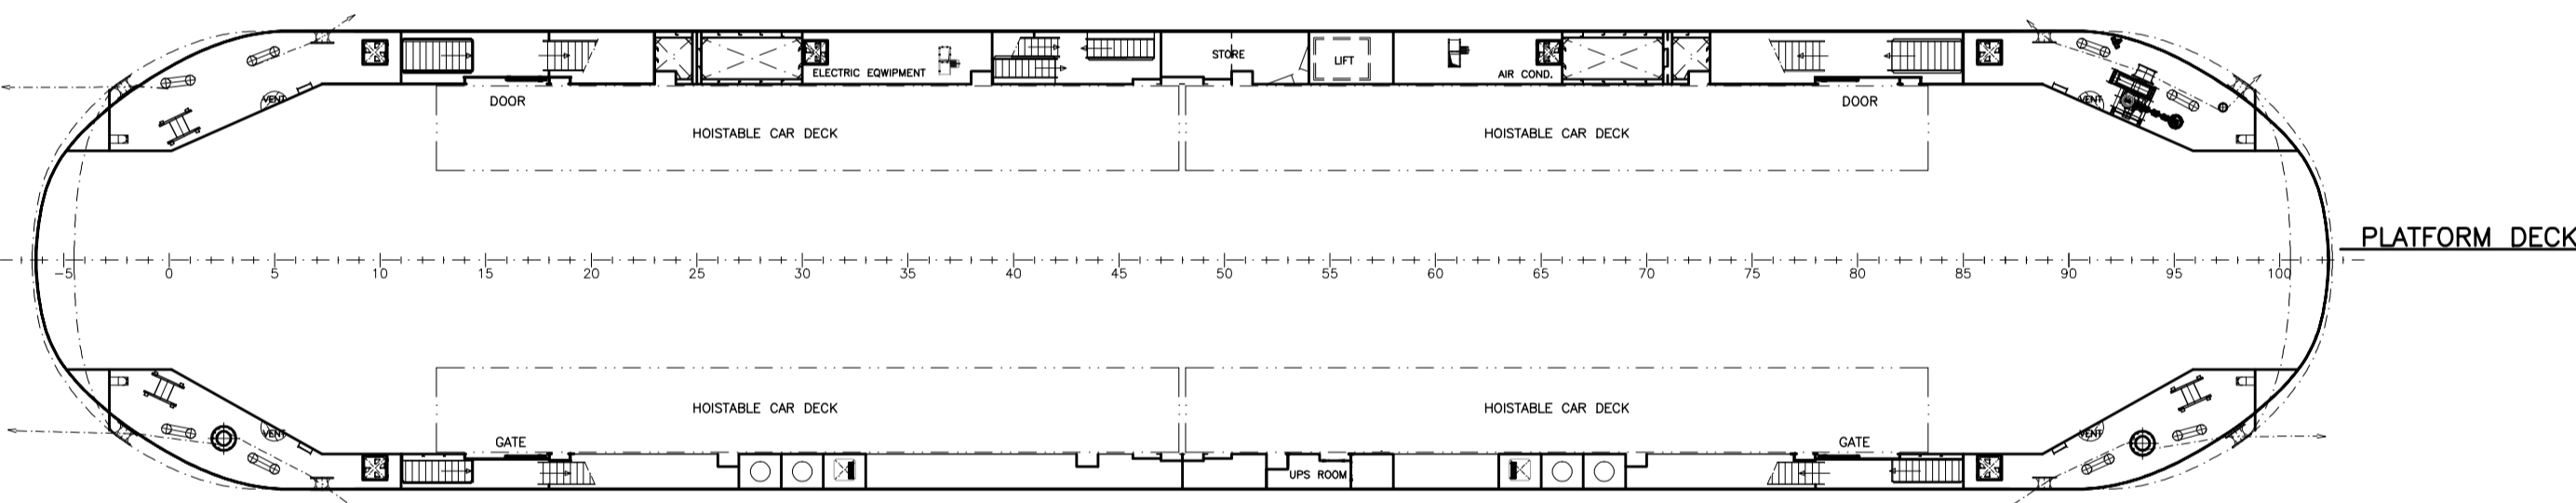 STORE
LIFT
ELECTRIC EQWIPMENT
AIR COND.
VENT
DOOR
DOOR
VENT
HOISTABLE CAR DECK
HOISTABLE CAR DECK
PLATFORM DECK
-5 0 5 10 15 20 25 30 35 40 45 50 55 60 65 70 75 80 85 90 95 100
HOISTABLE CAR DECK
HOISTABLE CAR DECK
VENT
GATE
GATE
VENT
UPS ROOM